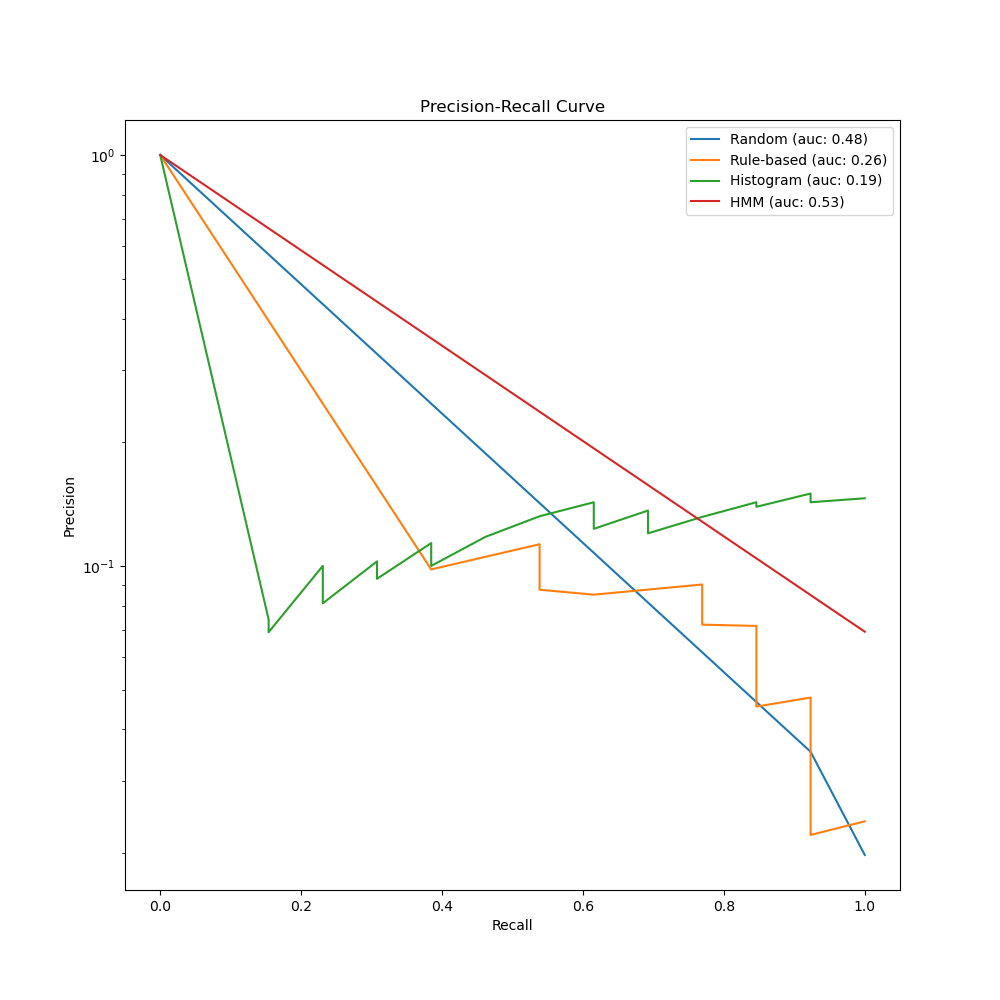 Precision-Recall Curve
Random (auc: 0.48)
Rule-based (auc: 0.26)
Histogram (auc: 0.19)
HMM (auc: 0.53)
10⁰
Precision
10⁻¹
0.0 0.2 0.4 0.6 0.8 1.0
Recall